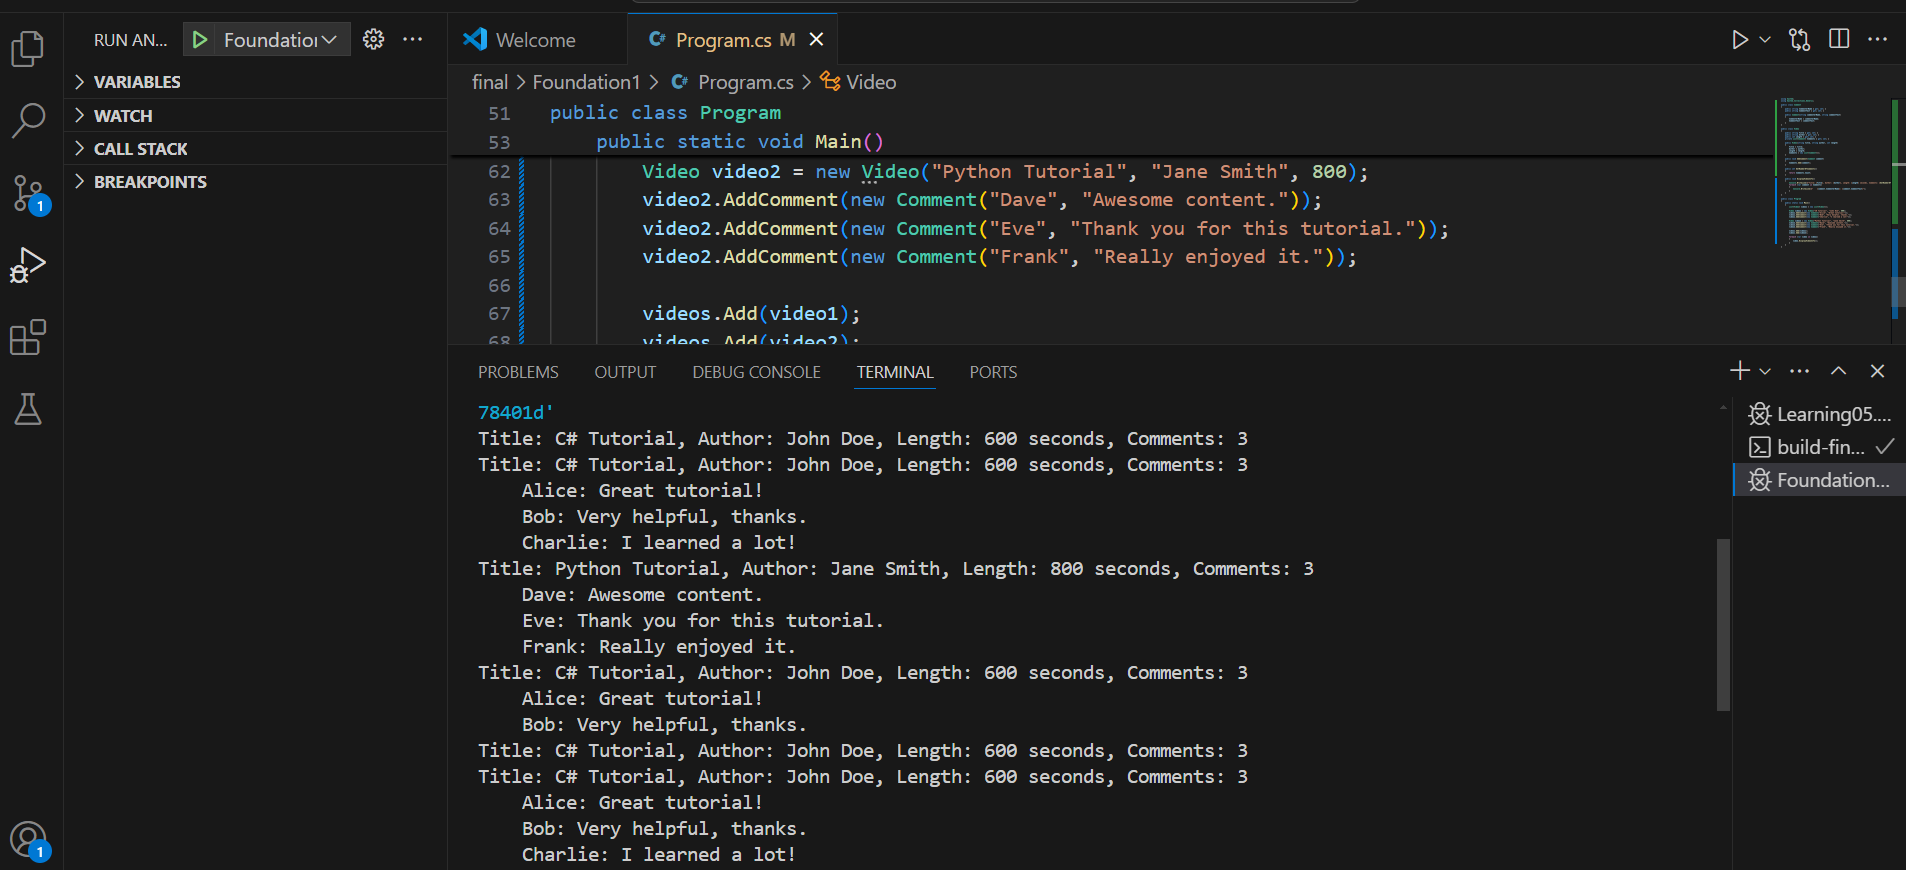 RUN AN...
Foundation
VARIABLES
WATCH
CALL STACK
BREAKPOINTS
1
1
Welcome
C# Program.cs M
final > Foundation1 > C# Program.cs > Video
51 public class Program
53 public static void Main()
62 Video video2 = new Video("Python Tutorial", "Jane Smith", 800);
63 video2.AddComment(new Comment("Dave", "Awesome content."));
64 video2.AddComment(new Comment("Eve", "Thank you for this tutorial."));
65 video2.AddComment(new Comment("Frank", "Really enjoyed it."));
66
67 videos.Add(video1);
68 videos.Add(video2);
PROBLEMS OUTPUT DEBUG CONSOLE TERMINAL PORTS
78401d'
Title: C# Tutorial, Author: John Doe, Length: 600 seconds, Comments: 3
Title: C# Tutorial, Author: John Doe, Length: 600 seconds, Comments: 3
Alice: Great tutorial!
Bob: Very helpful, thanks.
Charlie: I learned a lot!
Title: Python Tutorial, Author: Jane Smith, Length: 800 seconds, Comments: 3
Dave: Awesome content.
Eve: Thank you for this tutorial.
Frank: Really enjoyed it.
Title: C# Tutorial, Author: John Doe, Length: 600 seconds, Comments: 3
Alice: Great tutorial!
Bob: Very helpful, thanks.
Title: C# Tutorial, Author: John Doe, Length: 600 seconds, Comments: 3
Title: C# Tutorial, Author: John Doe, Length: 600 seconds, Comments: 3
Alice: Great tutorial!
Bob: Very helpful, thanks.
Charlie: I learned a lot!
Learning05....
build-fin...
Foundation...